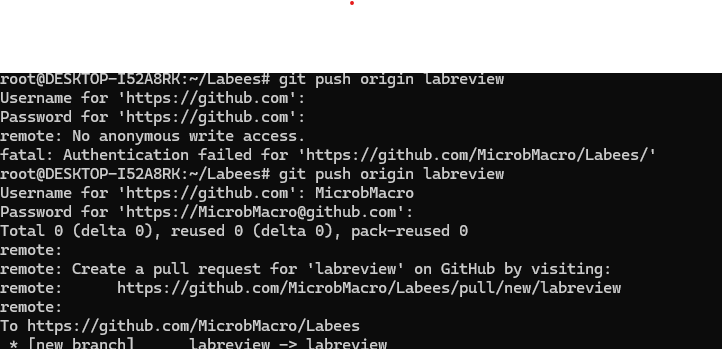 root@DESKTOP-I52A8RK:~/Labees# git push origin labreview
Username for 'https://github.com':
Password for 'https://github.com':
remote: No anonymous write access.
fatal: Authentication failed for 'https://github.com/MicrobMacro/Labees/'
root@DESKTOP-I52A8RK:~/Labees# git push origin labreview
Username for 'https://github.com': MicrobMacro
Password for 'https://MicrobMacro@github.com':
Total 0 (delta 0), reused 0 (delta 0), pack-reused 0
remote:
remote: Create a pull request for 'labreview' on GitHub by visiting:
remote:      https://github.com/MicrobMacro/Labees/pull/new/labreview
remote:
To https://github.com/MicrobMacro/Labees
 * [new branch]      labreview -> labreview